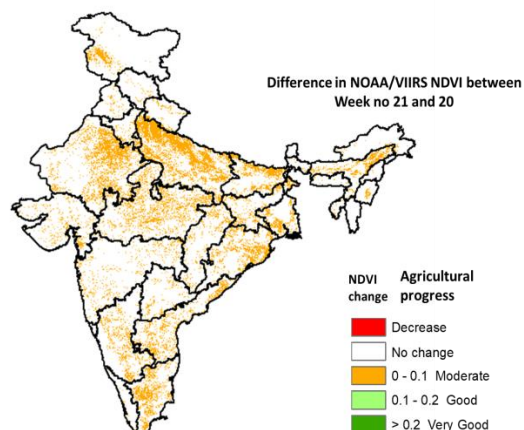 Difference in NOAA/VIIRS NDVI between
Week no 21 and 20
NDVI change Agricultural progress
Decrease
No change
0 - 0.1 Moderate
0.1 - 0.2 Good
> 0.2 Very Good